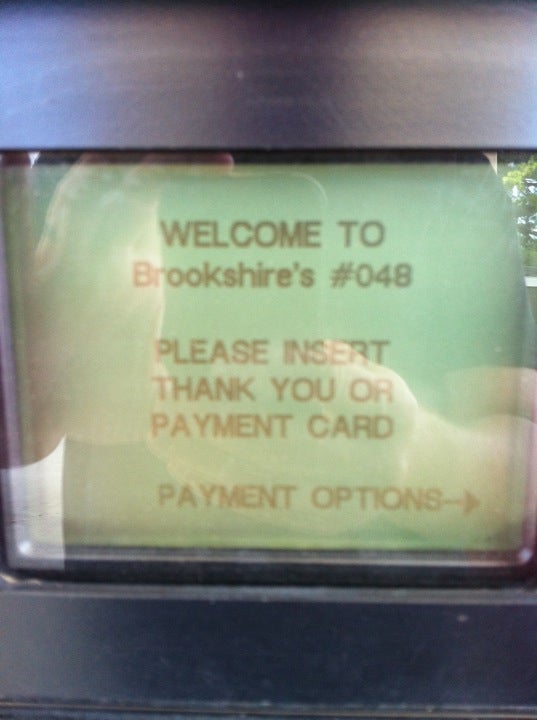 WELCOME TO
Brookshire's #048
PLEASE INSERT
THANK YOU OR
PAYMENT CARD
PAYMENT OPTIONS→